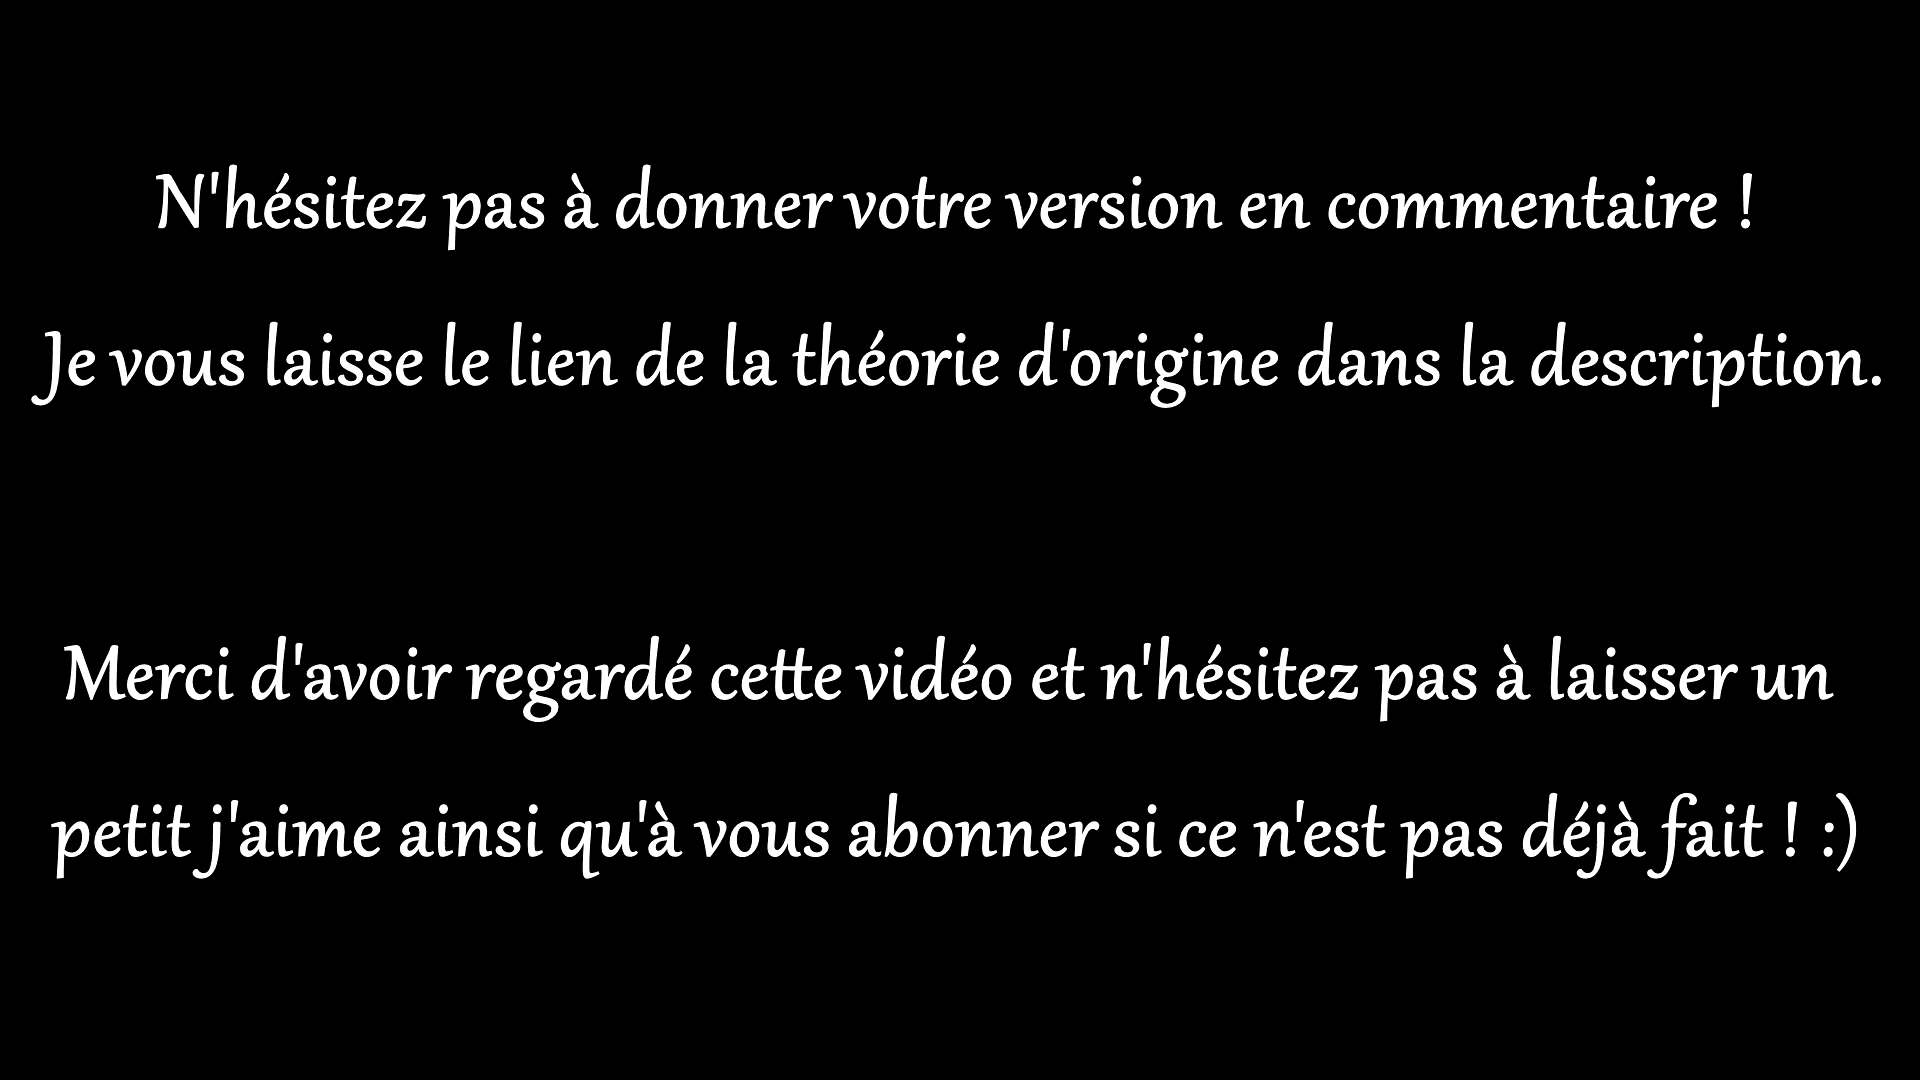 N'hésitez pas à donner votre version en commentaire !
Je vous laisse le lien de la théorie d'origine dans la description.
Merci d'avoir regardé cette vidéo et n'hésitez pas à laisser un
petit j'aime ainsi qu'à vous abonner si ce n'est pas déjà fait ! :)